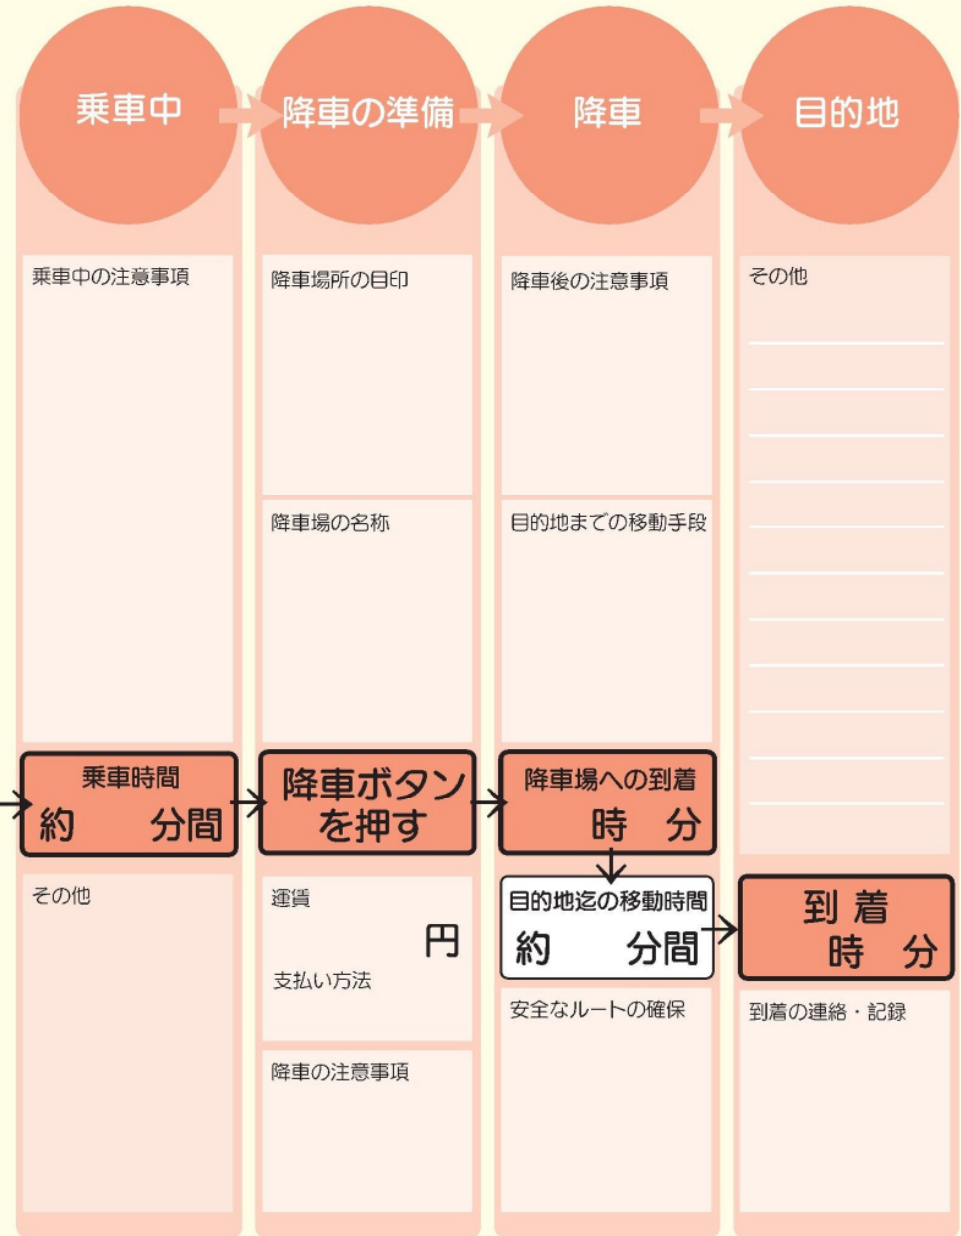 乗車中
降車の準備
降車
目的地
乗車中の注意事項
乗車時間
約 分間
その他
降車場所の目印
降車場の名称
降車ボタン
を押す
運賃
円
支払い方法
降車の注意事項
降車後の注意事項
目的地までの移動手段
降車場への到着
時 分
目的地迄の移動時間
約 分間
安全なルートの確保
その他
到着
時 分
到着の連絡・記録